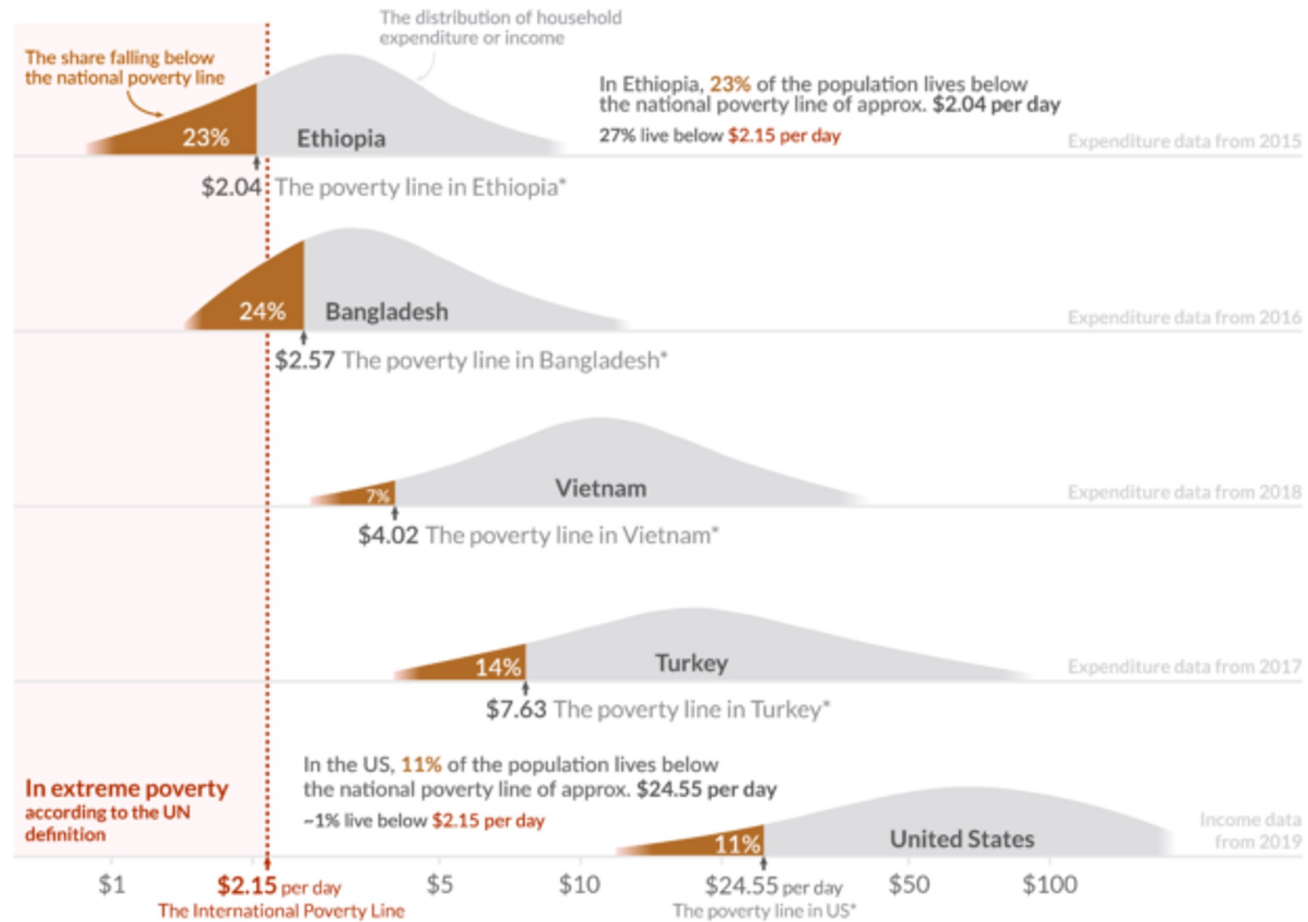 The distribution of household
expenditure or income
The share falling below
the national poverty line
In Ethiopia, 23% of the population lives below
the national poverty line of approx. $2.04 per day
27% live below $2.15 per day
23%
Ethiopia
Expenditure data from 2015
$2.04 The poverty line in Ethiopia*
24%
Bangladesh
Expenditure data from 2016
$2.57 The poverty line in Bangladesh*
7%
Vietnam
Expenditure data from 2018
$4.02 The poverty line in Vietnam*
14%
Turkey
Expenditure data from 2017
$7.63 The poverty line in Turkey*
In extreme poverty
according to the UN
definition
In the US, 11% of the population lives below
the national poverty line of approx. $24.55 per day
~1% live below $2.15 per day
11%
United States
Income data
from 2019
$1
$2.15 per day
The International Poverty Line
$5
$10
$24.55 per day
The poverty line in US*
$50
$100